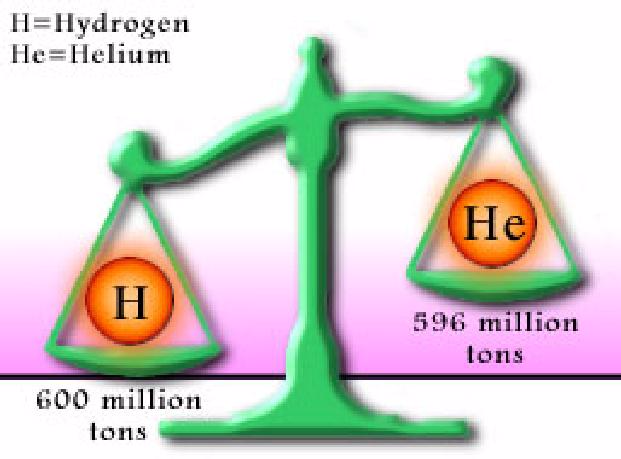 H=Hydrogen
He=Helium
He
H
596 million
tons
600 million
tons